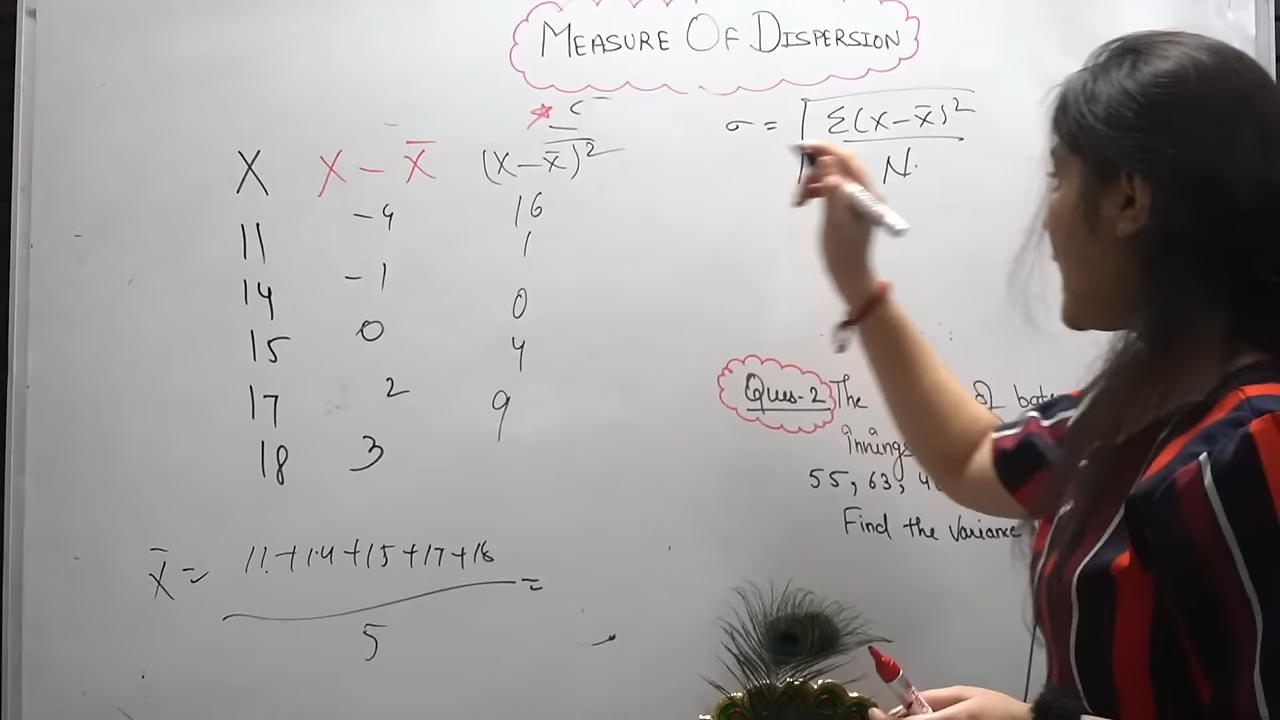 MEASURE OF DISPERSION
σ = √ Σ(X-X̄)²
N.
X X - X̄ (X-X̄)²
11 -4 16
14 -1 1
15 0 0
17 2 4
18 3 9
X̄ = 11+14+15+17+18 =
5
Ques-2 The Of
innings
55, 63,
Find the Variance